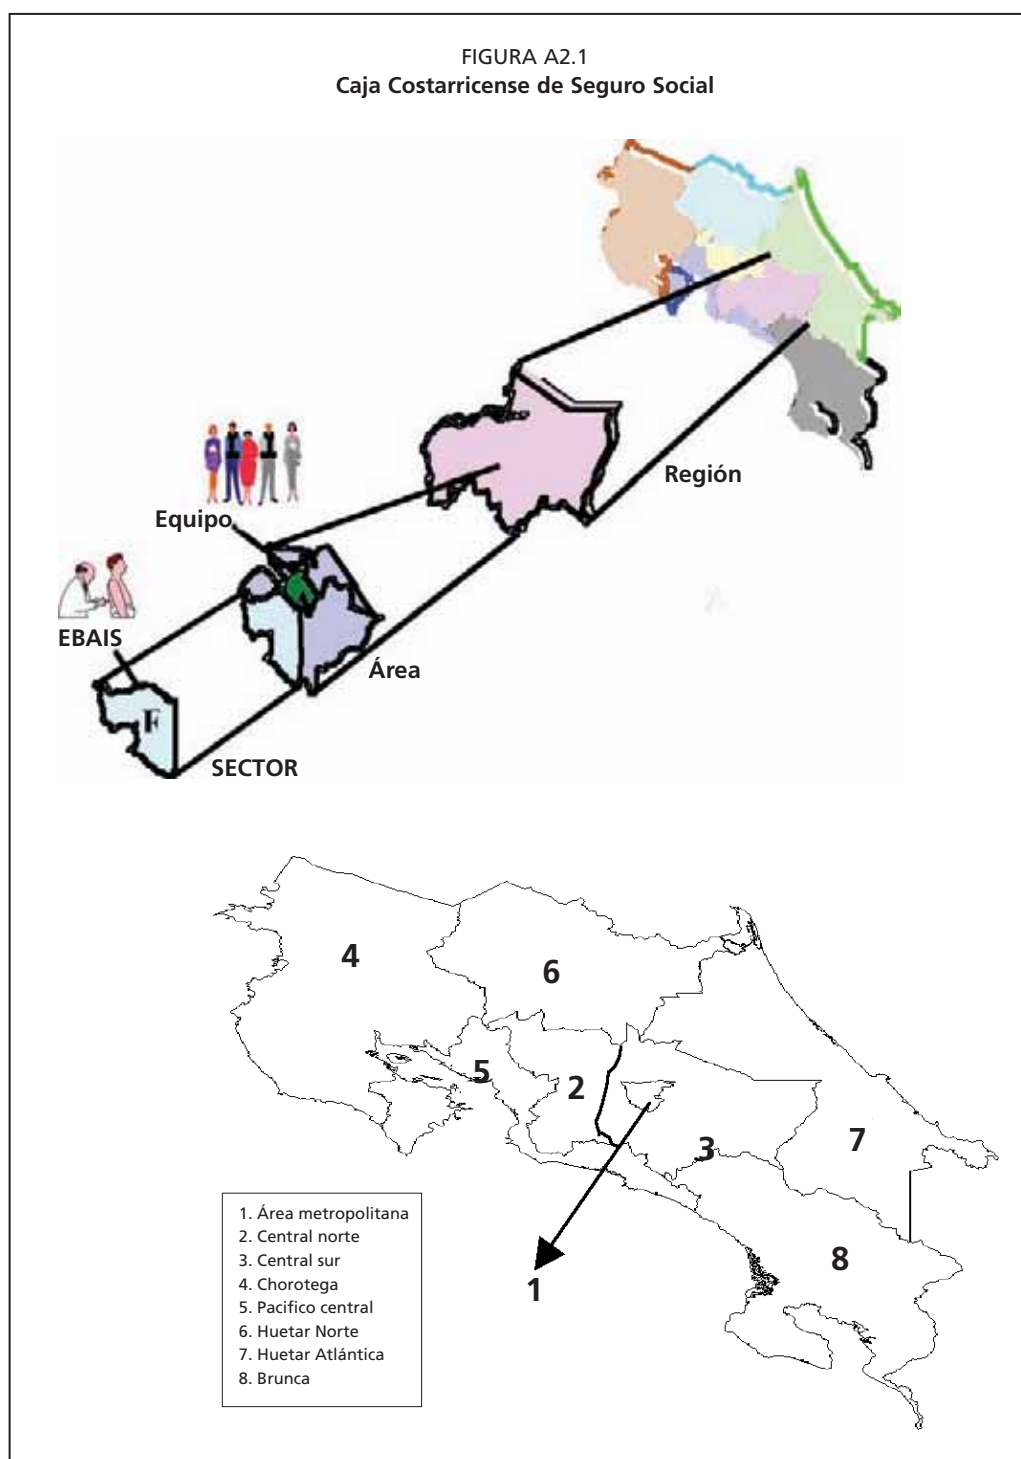 FIGURA A2.1
Caja Costarricense de Seguro Social
Región
Equipo
EBAIS
Área
F
SECTOR
4
6
5
2
3
7
8
1
1. Área metropolitana
2. Central norte
3. Central sur
4. Chorotega
5. Pacifico central
6. Huetar Norte
7. Huetar Atlántica
8. Brunca